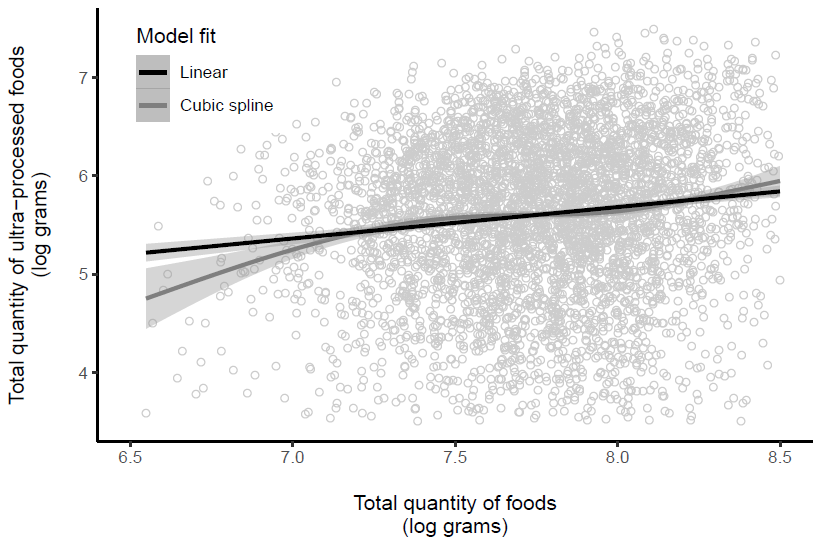 Model fit
Linear
Cubic spline
Total quantity of ultra−processed foods
(log grams)
7
6
5
4
6.5
7.0
7.5
8.0
8.5
Total quantity of foods
(log grams)